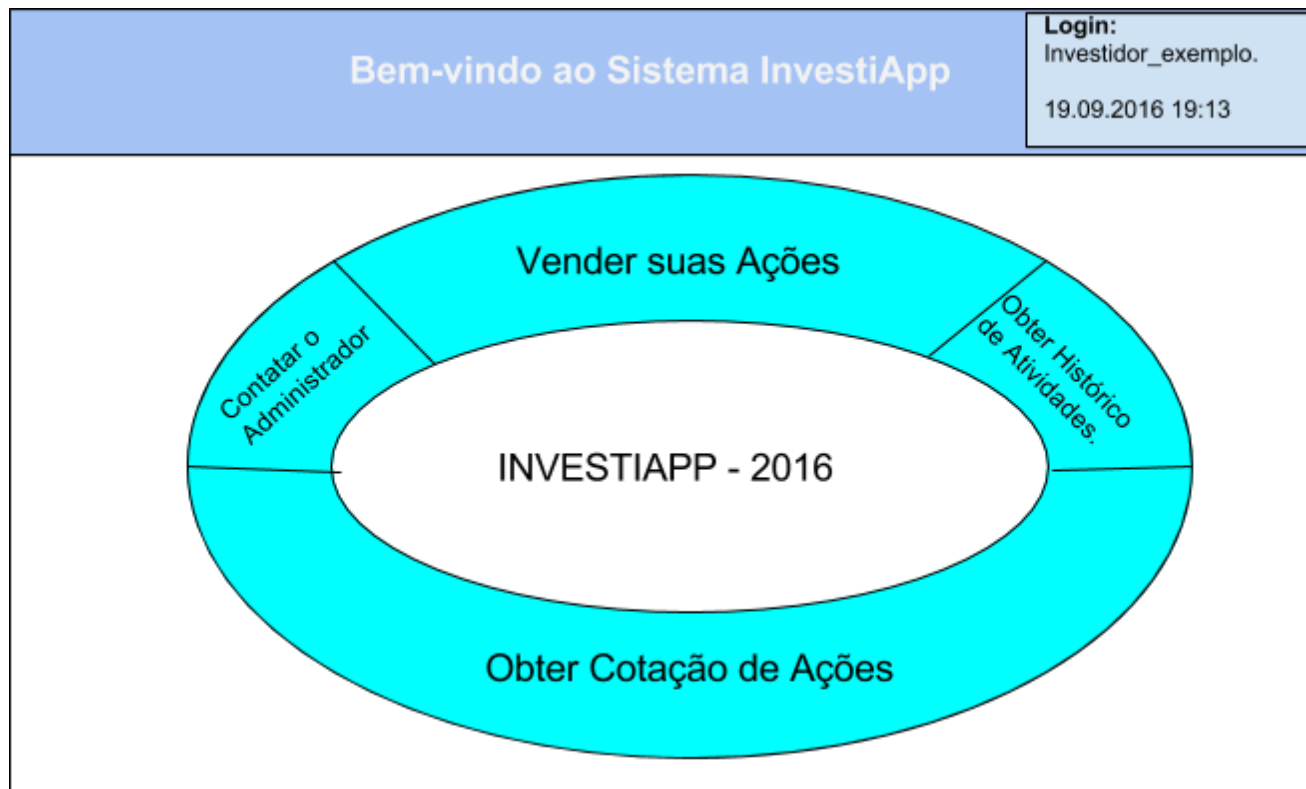 Bem-vindo ao Sistema InvestiApp
Login:
Investidor_exemplo.
19.09.2016 19:13
Vender suas Ações
Contatar o
Administrador
Obter Histórico
de Atividades.
INVESTIAPP - 2016
Obter Cotação de Ações